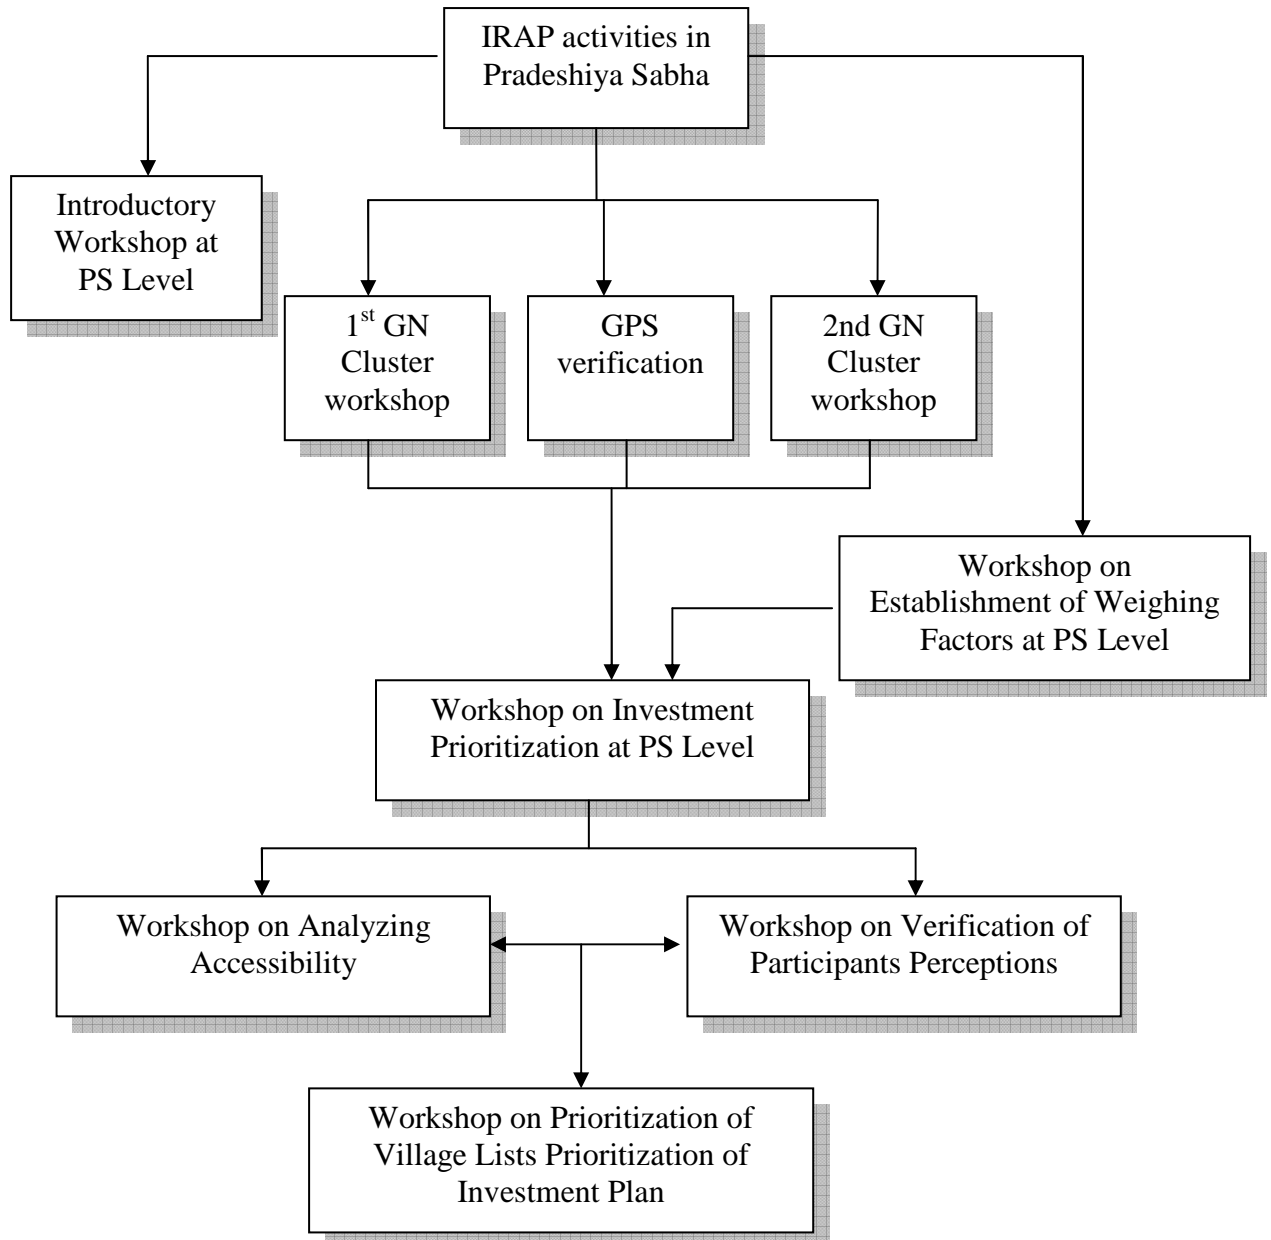 IRAP activities in
Pradeshiya Sabha
Introductory
Workshop at
PS Level
1st GN
Cluster
workshop
GPS
verification
2nd GN
Cluster
workshop
Workshop on
Establishment of Weighing
Factors at PS Level
Workshop on Investment
Prioritization at PS Level
Workshop on Analyzing
Accessibility
Workshop on Verification of
Participants Perceptions
Workshop on Prioritization of
Village Lists Prioritization of
Investment Plan